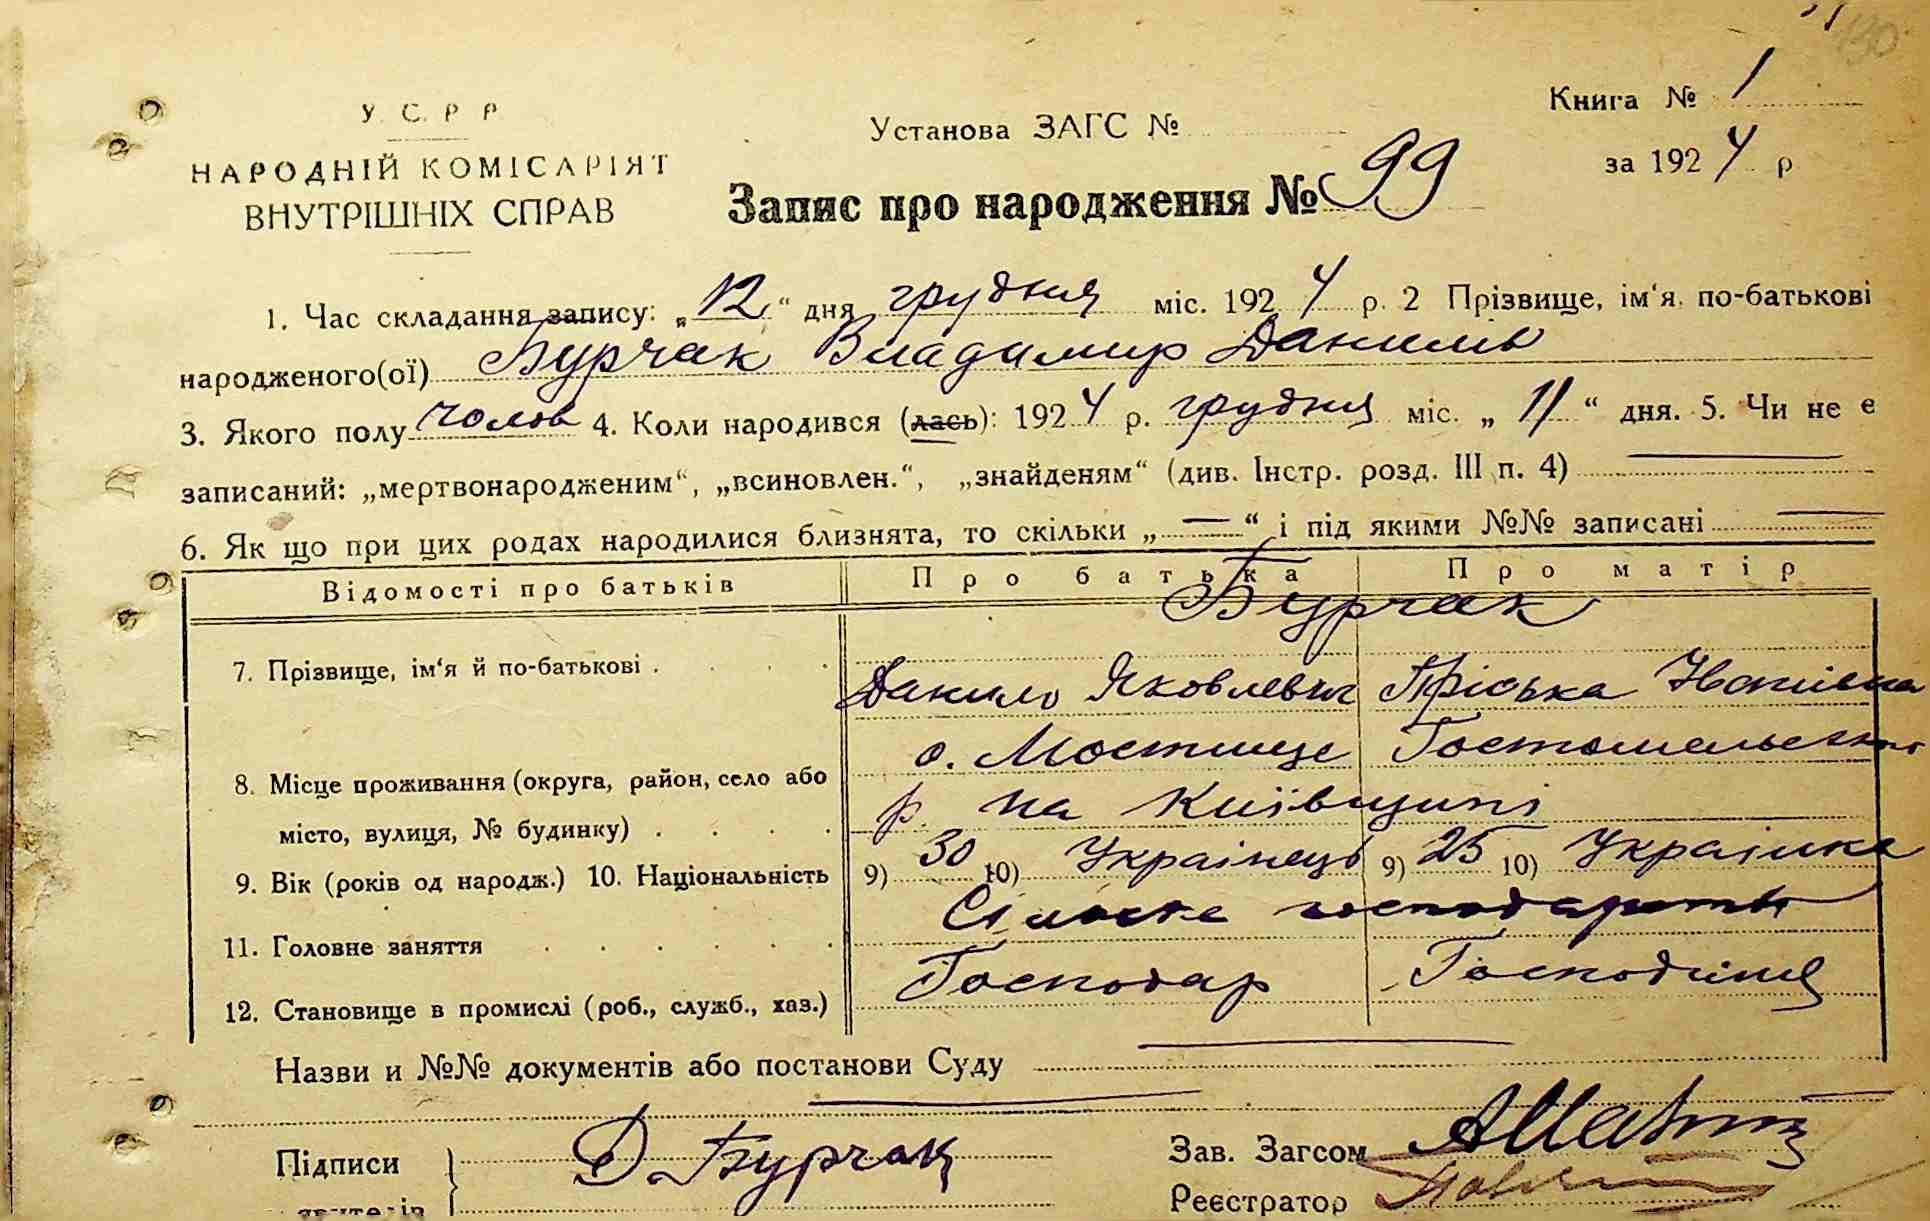 130
У. С. Р. Р.
Книга № 1
Установа ЗАГС №
НАРОДНІЙ КОМІСАРІЯТ
за 1924 р
ВНУТРІШНІХ СПРАВ
Запис про народження № 99
1. Час складання запису: „12“ дня грудня міс. 1924 р. 2 Прізвище, ім‘я, по-батькові
народженого(ої) Бурчак Владимир Даниль
3. Якого полу чолов 4. Коли народився (лась): 1924 р. грудня міс. „11“ дня. 5. Чи не є
записаний: „мертвонародженим“, „всиновлен.“, „знайденям“ (див. Інстр. розд. III п. 4) —
6. Як що при цих родах народилися близнята, то скільки „—“ і під якими №№ записані —
Відомості про батьків Про батька Про матір
Бурчак
7. Прізвище, ім‘я й по-батькові . . . . Данило Яковлевич Пріська
с. Мостище Гостомельского
8. Місце проживання (округа, район, село або
р. на Київщині
місто, вулиця, № будинку) . . . .
9. Вік (років од народж.) 10. Національність 9) 30 10) Українець 9) 25 10) Українка
Сільске господарств
11. Головне заняття . . . . . .
Господар Господиня
12. Становище в промислі (роб., служб., хаз.)
Назви и №№ документів або постанови Суду —
Підписи Д. Бурчак Зав. Загсом
явителів Реєстратор